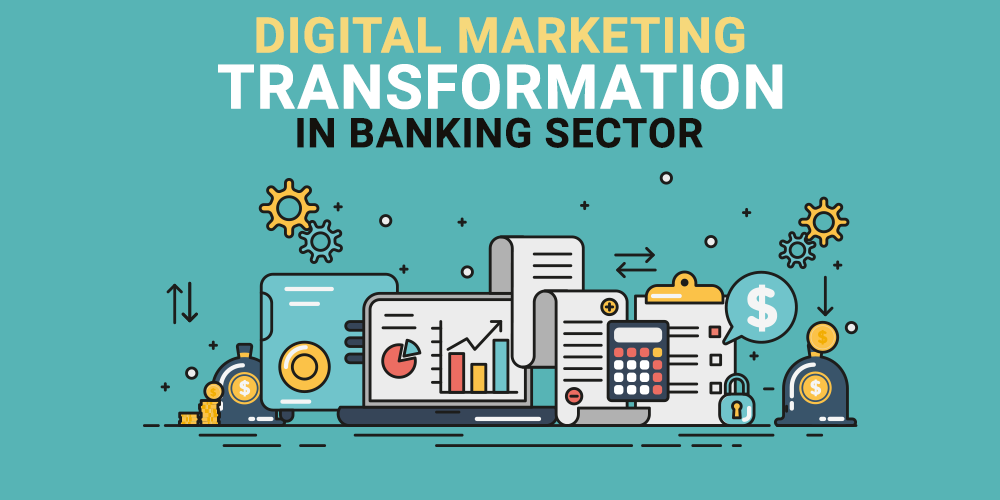 DIGITAL MARKETING
TRANSFORMATION
IN BANKING SECTOR
$
$
$
$
$